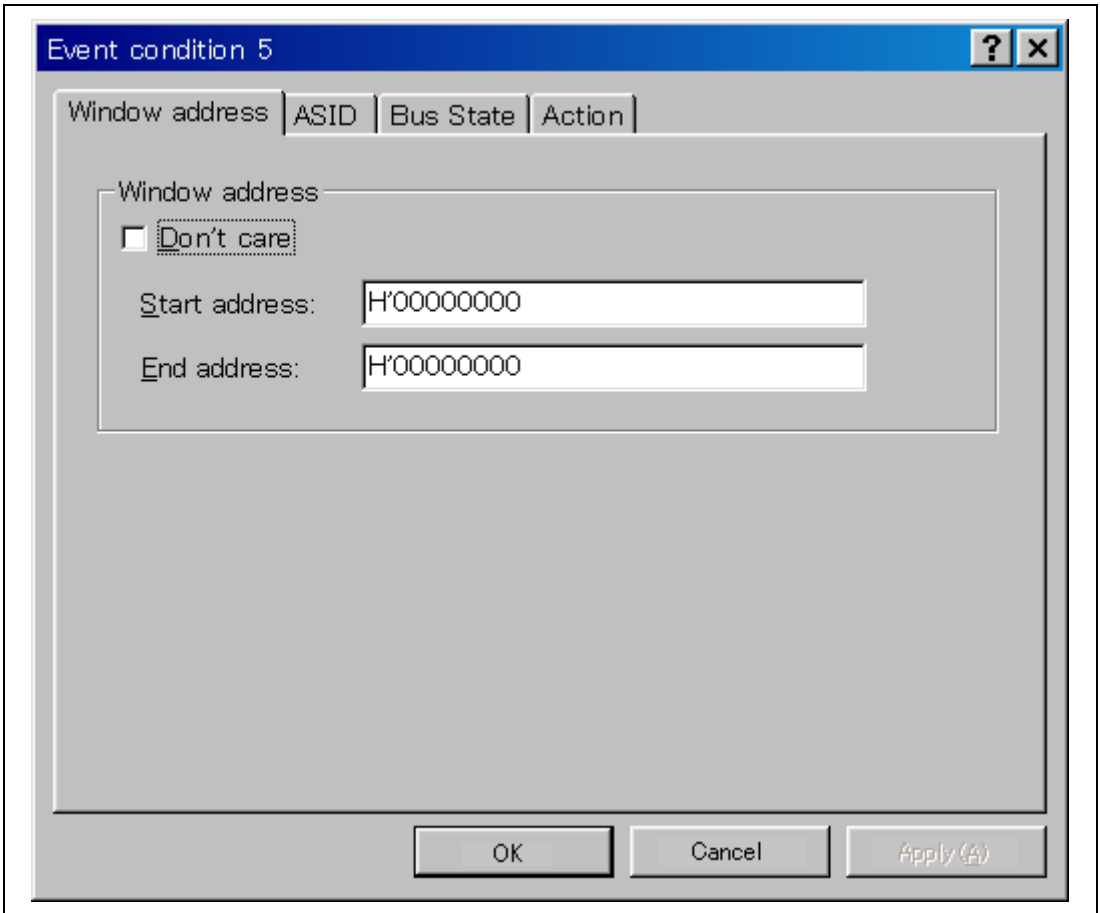 Event condition 5
Window address ASID Bus State Action
Window address
Don't care
Start address: H'00000000
End address: H'00000000
OK Cancel Apply(A)